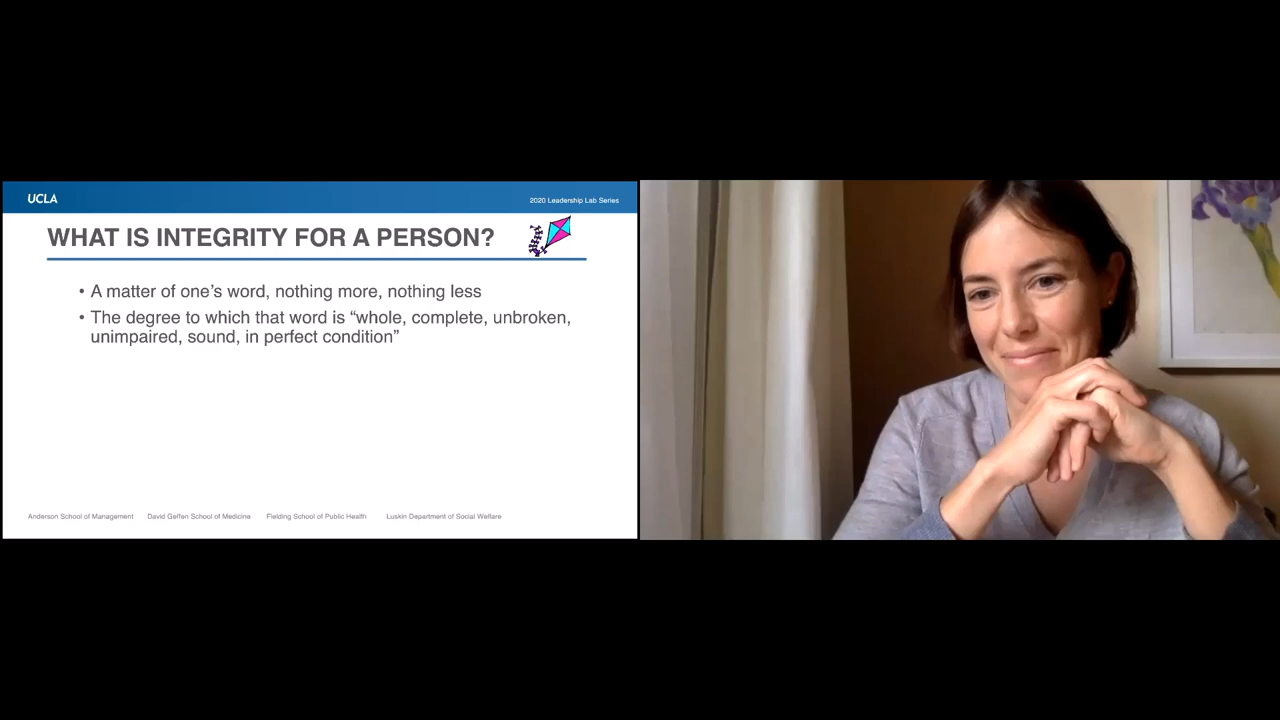 UCLA
2020 Leadership Lab Series
WHAT IS INTEGRITY FOR A PERSON?
• A matter of one’s word, nothing more, nothing less
• The degree to which that word is “whole, complete, unbroken,
unimpaired, sound, in perfect condition”
Anderson School of Management David Geffen School of Medicine Fielding School of Public Health Luskin Department of Social Welfare